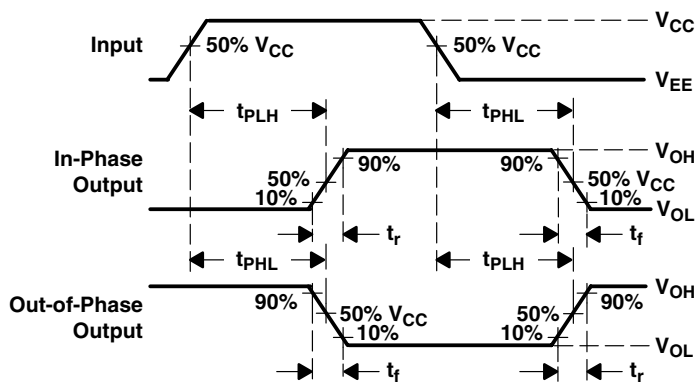 Input
50% VCC
50% VCC
VCC
VEE
tPLH
tPHL
In-Phase
Output
50%
10%
90%
90%
50% VCC
10%
VOH
VOL
tr
tf
tPHL
tPLH
Out-of-Phase
Output
90%
50% VCC
10%
50%
10%
90%
VOH
VOL
tf
tr